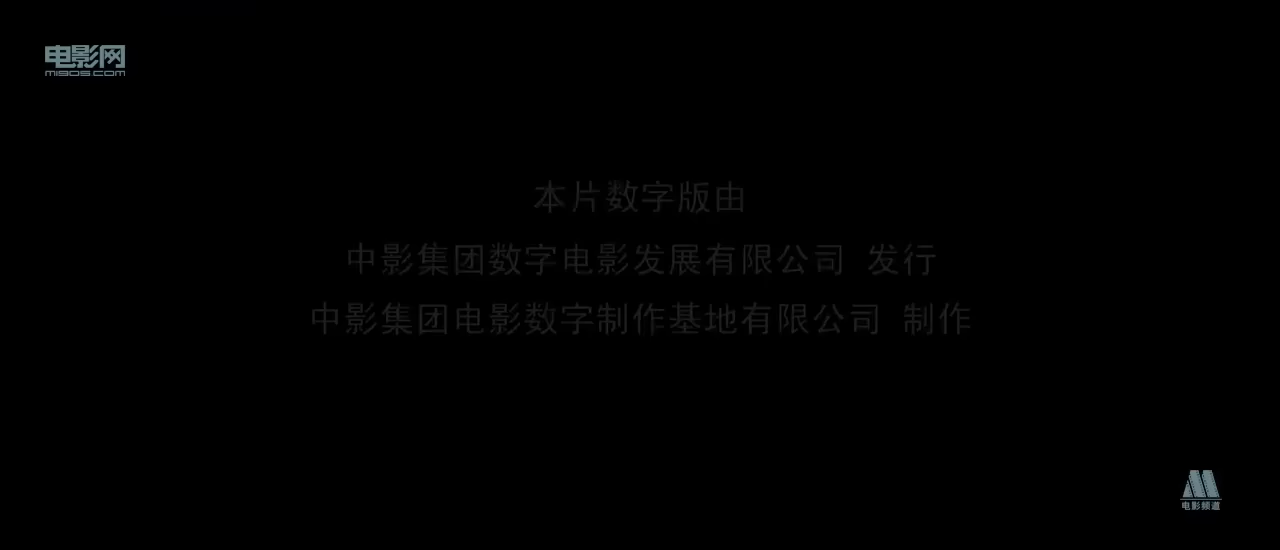 电影网
m1905.com
本片数字版由
中影集团数字电影发展有限公司 发行
中影集团电影数字制作基地有限公司 制作
电影频道